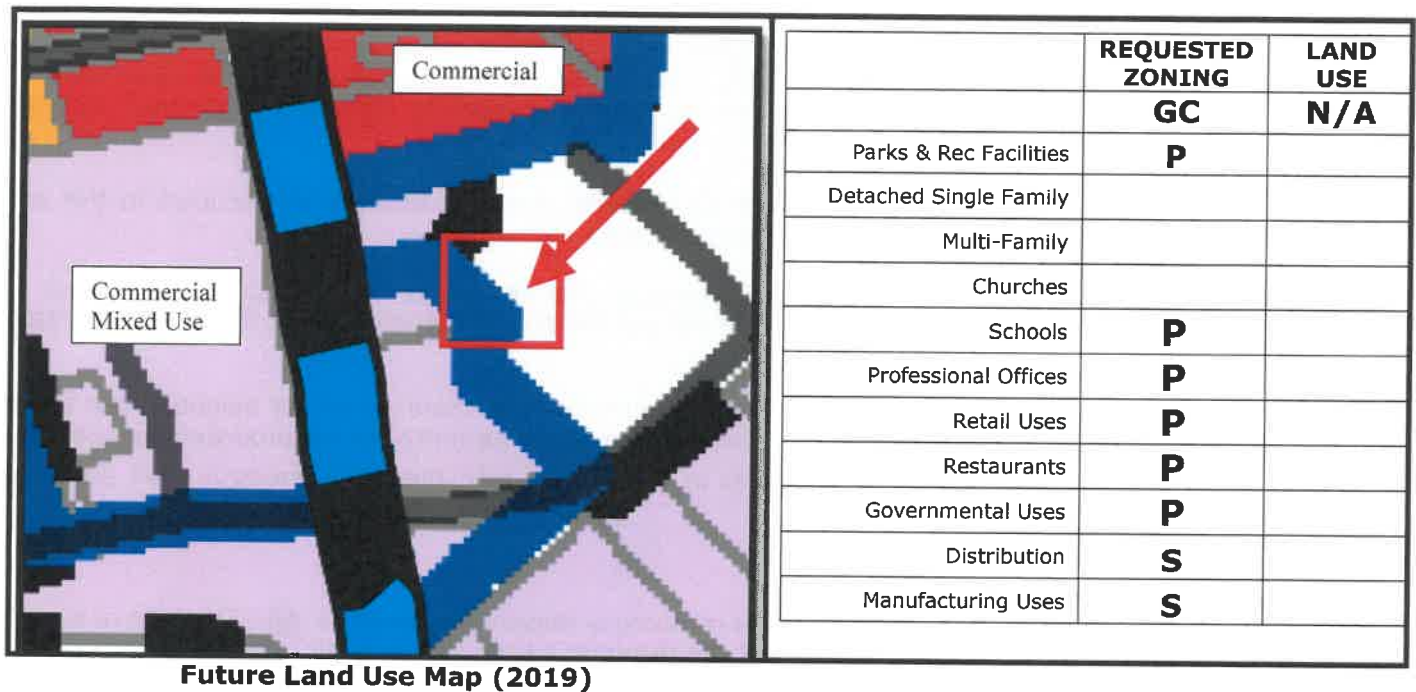 Commercial
Commercial
Mixed Use
Future Land Use Map (2019)
REQUESTED ZONING LAND USE
GC N/A
Parks & Rec Facilities P
Detached Single Family
Multi-Family
Churches
Schools P
Professional Offices P
Retail Uses P
Restaurants P
Governmental Uses P
Distribution S
Manufacturing Uses S